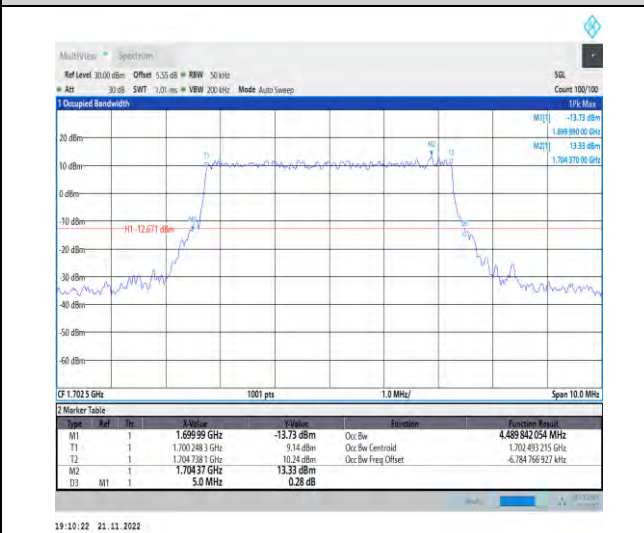 MultiView Spectrum
Ref Level 30.00 dBm Offset 5.55 dB RBW 50 kHz SGL
Att 30 dB SWT 1.01 ms VBW 200 kHz Mode Auto Sweep Count 100/100
1 Occupied Bandwidth 1Pk Max
M1[1] -13.73 dBm
1.699 990 00 GHz
M2[1] 13.33 dBm
1.704 370 00 GHz
20 dBm
M2
T1 T2
10 dBm
0 dBm
-10 dBm
M1
H1 -12.671 dBm
-20 dBm
-30 dBm
-40 dBm
-50 dBm
-60 dBm
CF 1.702 5 GHz 1001 pts 1.0 MHz/ Span 10.0 MHz
2 Marker Table
Type Ref Trc X-Value Y-Value Function Function Result
M1 1 1.699 99 GHz -13.73 dBm Occ Bw 4.489 842 054 MHz
T1 1 1.700 248 3 GHz 9.14 dBm Occ Bw Centroid 1.702 493 215 GHz
T2 1 1.704 738 1 GHz 10.24 dBm Occ Bw Freq Offset -6.784 766 927 kHz
M2 1 1.704 37 GHz 13.33 dBm
D3 M1 1 5.0 MHz 0.28 dB
19:10:22 21.11.2022